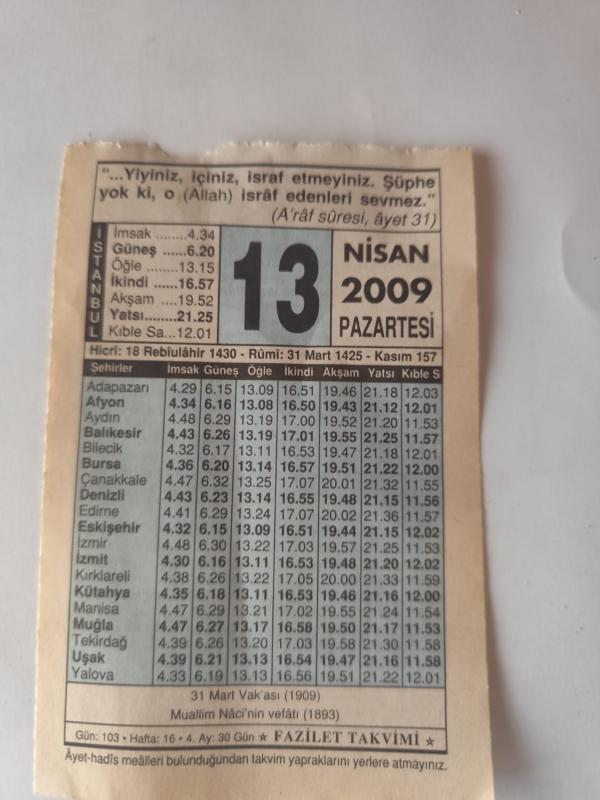 "...Yiyiniz, içiniz, israf etmeyiniz. Şüphe
yok ki, o (Allah) isrâf edenleri sevmez."
(A'râf sûresi, âyet 31)
İSTANBUL
İmsak ........4.34
Güneş ......6.20
Öğle ........13.15
İkindi ......16.57
Akşam ....19.52
Yatsı........21.25
Kıble Sa...12.01
13
NİSAN
2009
PAZARTESİ
Hicrî: 18 Rebîulâhir 1430 - Rûmî: 31 Mart 1425 - Kasım 157
Şehirler İmsak Güneş Öğle İkindi Akşam Yatsı Kıble S
Adapazarı 4.29 6.15 13.09 16.51 19.46 21.18 12.03
Afyon 4.34 6.16 13.08 16.50 19.43 21.12 12.01
Aydın 4.48 6.29 13.19 17.00 19.52 21.20 11.53
Balıkesir 4.43 6.26 13.19 17.01 19.55 21.25 11.57
Bilecik 4.32 6.17 13.11 16.53 19.47 21.18 12.01
Bursa 4.36 6.20 13.14 16.57 19.51 21.22 12.00
Çanakkale 4.47 6.32 13.25 17.07 20.01 21.32 11.55
Denizli 4.43 6.23 13.14 16.55 19.48 21.15 11.56
Edirne 4.41 6.29 13.24 17.07 20.02 21.36 11.57
Eskişehir 4.32 6.15 13.09 16.51 19.44 21.15 12.02
İzmir 4.48 6.30 13.22 17.03 19.57 21.25 11.53
İzmit 4.30 6.16 13.11 16.53 19.48 21.20 12.02
Kırklareli 4.38 6.26 13.22 17.05 20.00 21.33 11.59
Kütahya 4.35 6.18 13.11 16.53 19.46 21.16 12.00
Manisa 4.47 6.29 13.21 17.02 19.55 21.24 11.54
Muğla 4.47 6.27 13.17 16.58 19.50 21.17 11.53
Tekirdağ 4.39 6.26 13.20 17.03 19.58 21.30 11.58
Uşak 4.39 6.21 13.13 16.54 19.47 21.16 11.58
Yalova 4.33 6.19 13.13 16.56 19.51 21.22 12.01
31 Mart Vak'ası (1909)
Muallim Nâci'nin vefâtı (1893)
Gün: 103 • Hafta: 16 • 4. Ay: 30 Gün ★ FAZİLET TAKVİMİ ★
Âyet-hadîs meâlleri bulunduğundan takvim yapraklarını yerlere atmayınız.